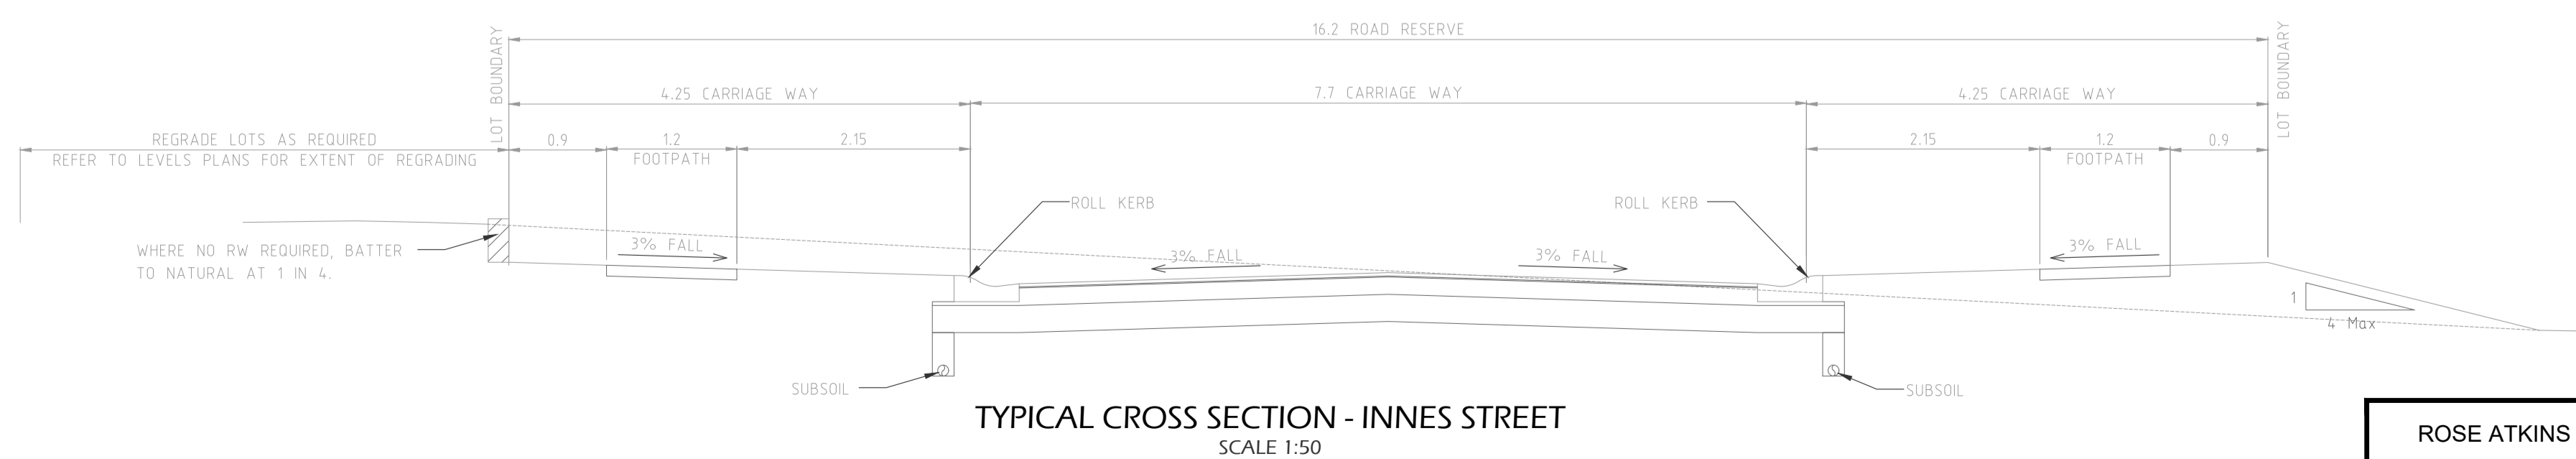 16.2 ROAD RESERVE
LOT BOUNDARY
LOT BOUNDARY
4.25 CARRIAGE WAY
7.7 CARRIAGE WAY
4.25 CARRIAGE WAY
REGRADE LOTS AS REQUIRED
REFER TO LEVELS PLANS FOR EXTENT OF REGRADING
0.9
1.2
FOOTPATH
2.15
2.15
1.2
FOOTPATH
0.9
ROLL KERB
ROLL KERB
WHERE NO RW REQUIRED, BATTER
TO NATURAL AT 1 IN 4.
3% FALL
3% FALL
3% FALL
3% FALL
1
4 Max
SUBSOIL
SUBSOIL
TYPICAL CROSS SECTION - INNES STREET
SCALE 1:50
ROSE ATKINS